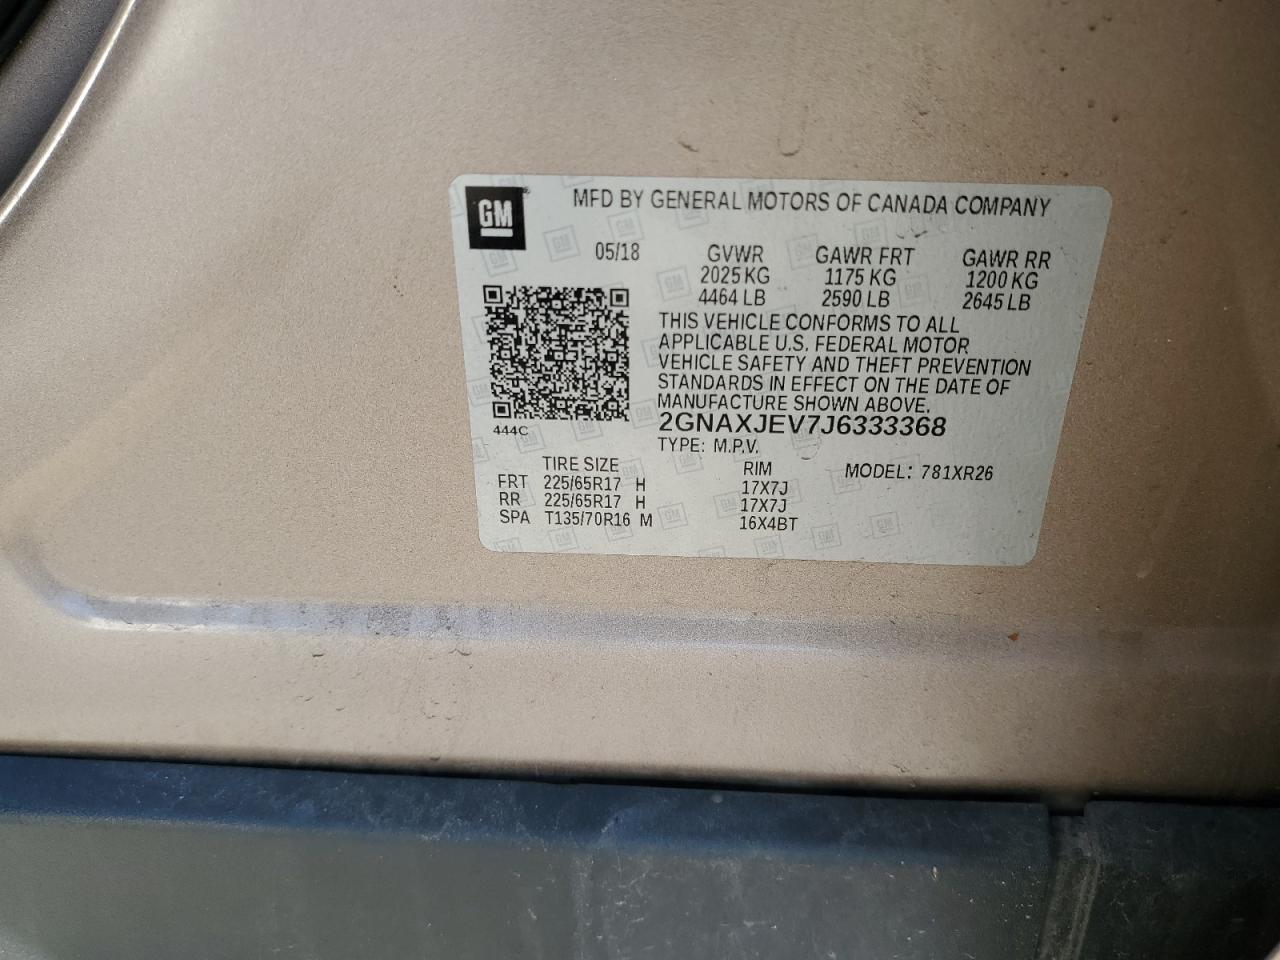 GM
MFD BY GENERAL MOTORS OF CANADA COMPANY
05/18 GVWR GAWR FRT GAWR RR
2025 KG 1175 KG 1200 KG
4464 LB 2590 LB 2645 LB
THIS VEHICLE CONFORMS TO ALL
APPLICABLE U.S. FEDERAL MOTOR
VEHICLE SAFETY AND THEFT PREVENTION
STANDARDS IN EFFECT ON THE DATE OF
MANUFACTURE SHOWN ABOVE.
444C 2GNAXJEV7J6333368
TYPE: M.P.V.
TIRE SIZE RIM MODEL: 781XR26
FRT 225/65R17 H 17X7J
RR 225/65R17 H 17X7J
SPA T135/70R16 M 16X4BT